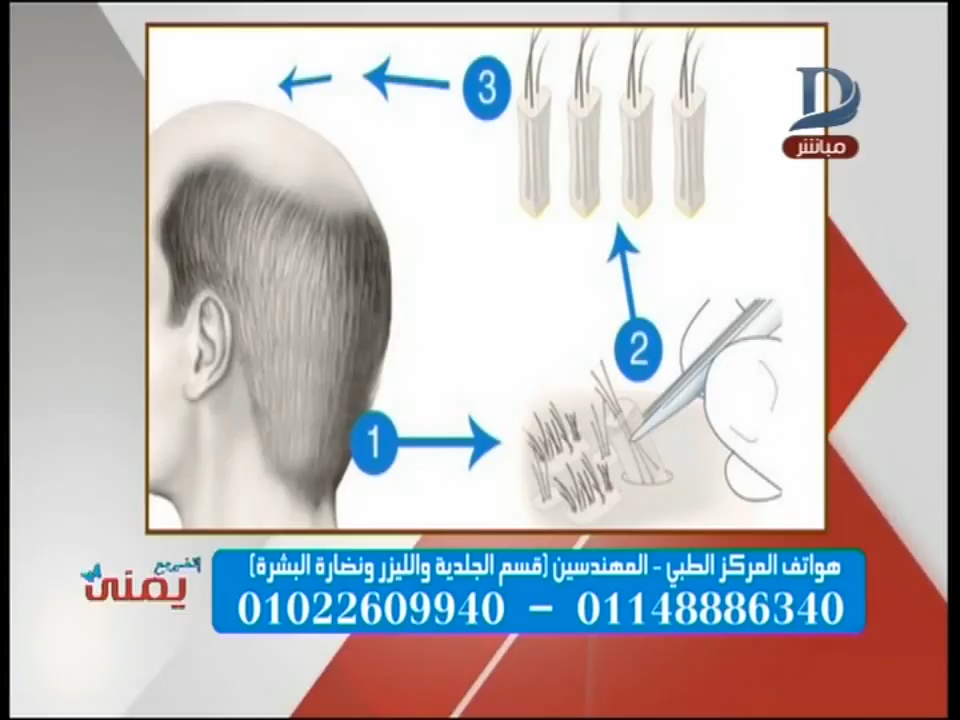 3
D
مباشر
2
1
هواتف المركز الطبي - المهندسين (قسم الجلدية والليزر ونضارة البشرة)
01022609940 – 01148886340
يمنى